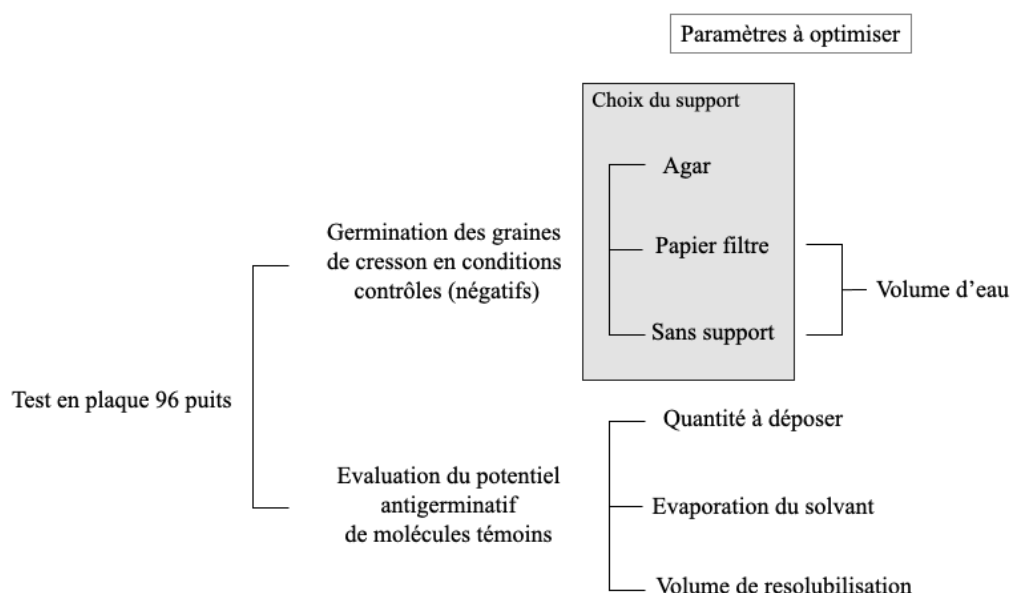 Paramètres à optimiser
Choix du support
Agar
Germination des graines
de cresson en conditions
contrôles (négatifs)
Papier filtre
Volume d’eau
Sans support
Test en plaque 96 puits
Quantité à déposer
Evaluation du potentiel
antigerminatif
de molécules témoins
Evaporation du solvant
Volume de resolubilisation